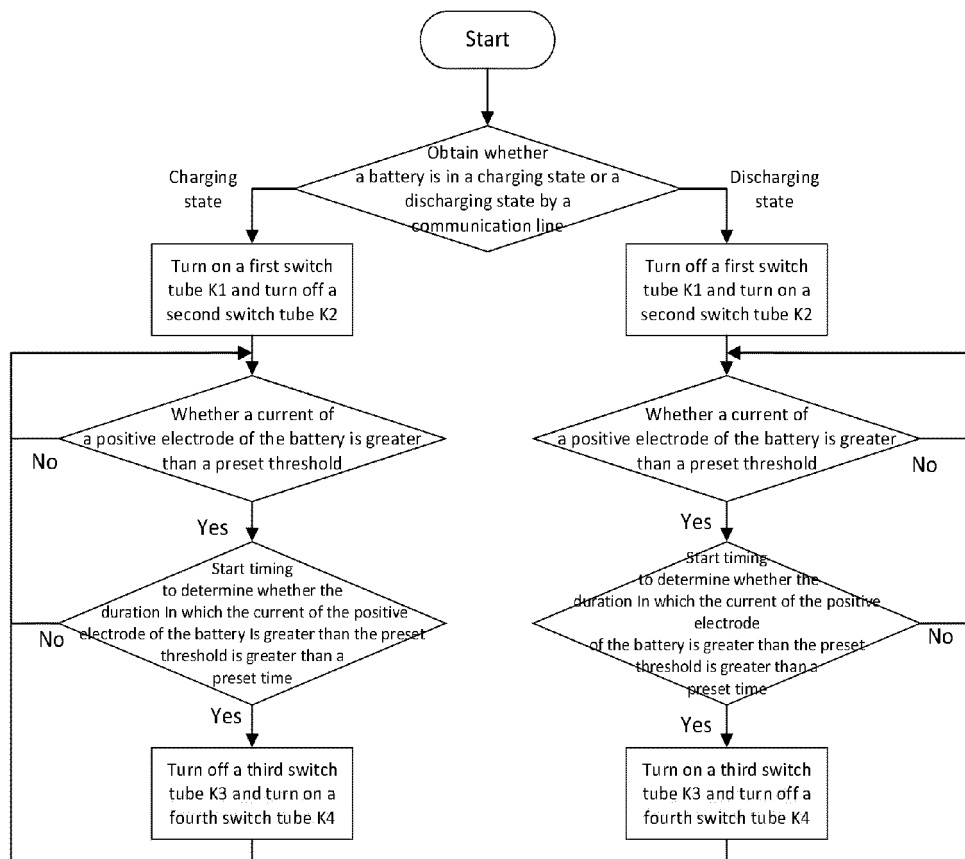 Start
Obtain whether
a battery is in a charging state or a
discharging state by a
communication line
Charging
state
Discharging
state
Turn on a first switch
tube K1 and turn off a
second switch tube K2
Turn off a first switch
tube K1 and turn on a
second switch tube K2
Whether a current of
a positive electrode of the battery is greater
than a preset threshold
No
Yes
Whether a current of
a positive electrode of the battery is greater
than a preset threshold
No
Yes
Start timing
to determine whether the
duration In which the current of the positive
electrode of the battery Is greater than the preset
threshold is greater than a
preset time
No
Yes
Start timing
to determine whether the
duration In which the current of the positive
electrode
of the battery is greater than the preset
threshold is greater than a
preset time
No
Yes
Turn off a third switch
tube K3 and turn on a
fourth switch tube K4
Turn on a third switch
tube K3 and turn off a
fourth switch tube K4